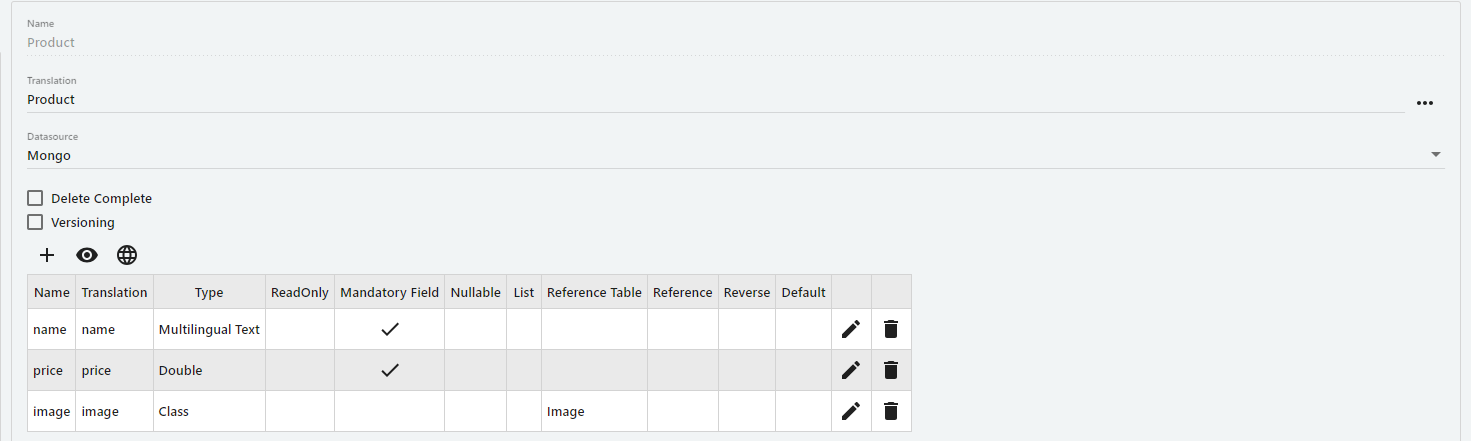 Name
Product
Translation
Product
Datasource
Mongo
Delete Complete
Versioning
Name Translation Type ReadOnly Mandatory Field Nullable List Reference Table Reference Reverse Default
name name Multilingual Text
price price Double
image image Class Image